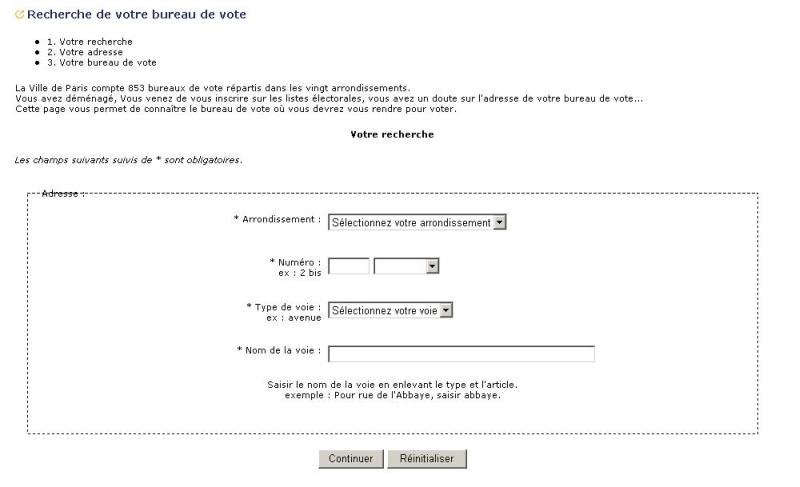 Recherche de votre bureau de vote
1. Votre recherche
2. Votre adresse
3. Votre bureau de vote
La Ville de Paris compte 853 bureaux de vote répartis dans les vingt arrondissements.
Vous avez déménagé, Vous venez de vous inscrire sur les listes électorales, vous avez un doute sur l'adresse de votre bureau de vote...
Cette page vous permet de connaître le bureau de vote où vous devrez vous rendre pour voter.
Votre recherche
Les champs suivants suivis de * sont obligatoires.
Adresse :
* Arrondissement : Sélectionnez votre arrondissement
* Numéro :
ex : 2 bis
* Type de voie : Sélectionnez votre voie
ex : avenue
* Nom de la voie :
Saisir le nom de la voie en enlevant le type et l'article.
exemple : Pour rue de l'Abbaye, saisir abbaye.
Continuer Réinitialiser